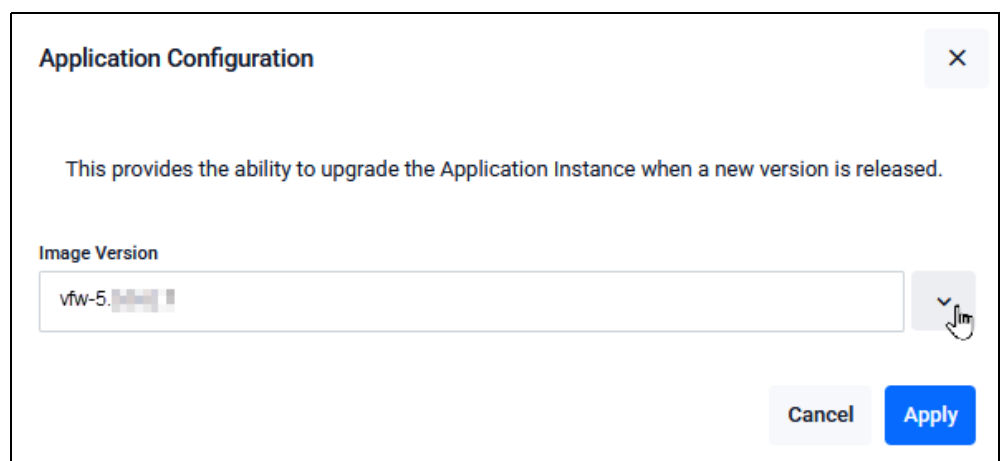 Application Configuration
This provides the ability to upgrade the Application Instance when a new version is released.
Image Version
vfw-5.
Cancel
Apply